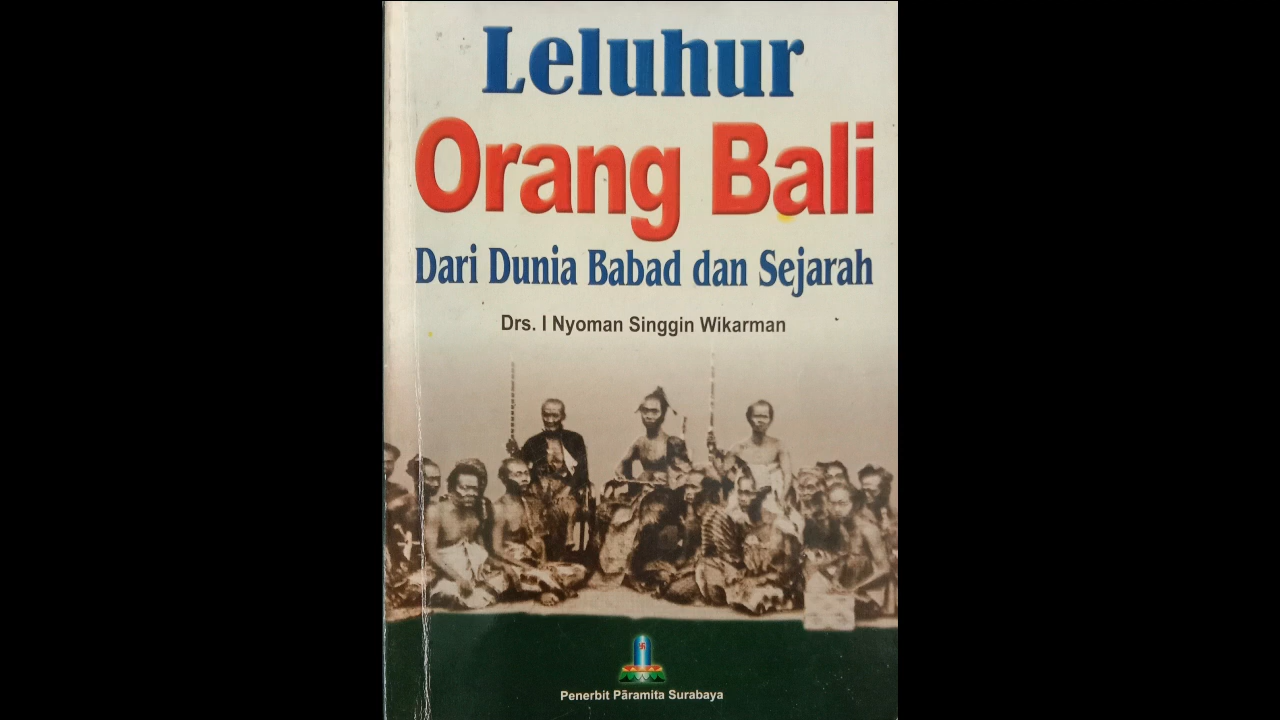 Leluhur
Orang Bali
Dari Dunia Babad dan Sejarah
Drs. I Nyoman Singgin Wikarman
Penerbit Pāramita Surabaya